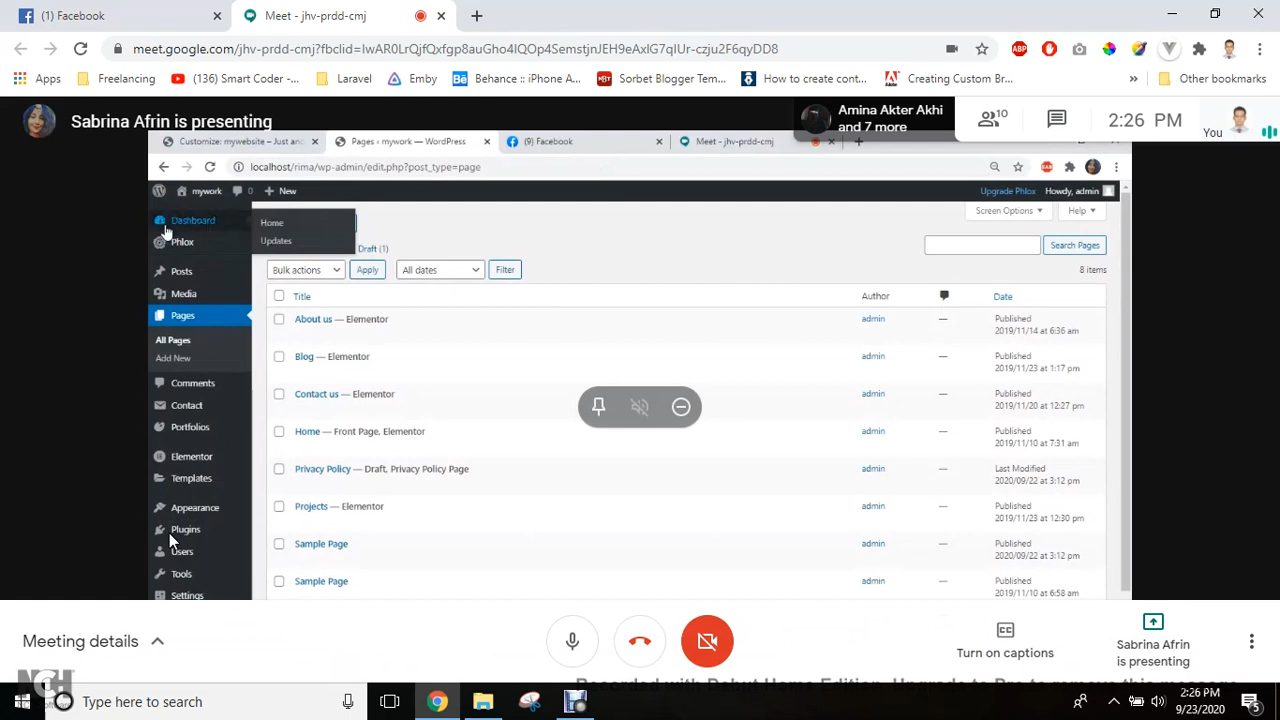 Facebook
Meet - jhv-prdd-cmj
meet.google.com/jhv-prdd-cmj?fbclid=IwAR0LrQjfQxfgp8auGho4IQOp4SemstjnJEH9eAxlG7qIUr-czju2F6qyDD8
Apps
Freelancing
(136) Smart Coder -...
Laravel
Emby
Behance :: iPhone A...
Sorbet Blogger Tem...
How to create cont...
Creating Custom Br...
Other bookmarks
Sabrina Afrin is presenting
Amina Akter Akhi
and 7 more
10
2:26 PM
You
Customize: mywebsite – Just and
Pages ‹ mywork — WordPress
(9) Facebook
Meet - jhv-prdd-cmj
localhost/rima/wp-admin/edit.php?post_type=page
mywork
0
New
Upgrade Phlox
Howdy, admin
Dashboard
Phlox
Posts
Media
Pages
All Pages
Add New
Comments
Contact
Portfolios
Elementor
Templates
Appearance
Plugins
Users
Tools
Settings
Home
Updates
Draft (1)
Screen Options
Help
Search Pages
Bulk actions
Apply
All dates
Filter
8 items
Title
Author
Date
About us — Elementor
admin
—
Published
2019/11/14 at 6:36 am
Blog — Elementor
admin
—
Published
2019/11/23 at 1:17 pm
Contact us — Elementor
admin
—
Published
2019/11/20 at 12:27 pm
Home — Front Page, Elementor
admin
—
Published
2019/11/10 at 7:31 am
Privacy Policy — Draft, Privacy Policy Page
admin
—
Last Modified
2020/09/22 at 3:12 pm
Projects — Elementor
admin
—
Published
2019/11/23 at 12:30 pm
Sample Page
admin
—
Published
2020/09/22 at 3:12 pm
Sample Page
admin
—
Published
2019/11/10 at 6:58 am
Meeting details
Turn on captions
Sabrina Afrin
is presenting
NCH
Recorded with Debut Home Edition. Upgrade to Pro to remove this message
Type here to search
2:26 PM
9/23/2020
5